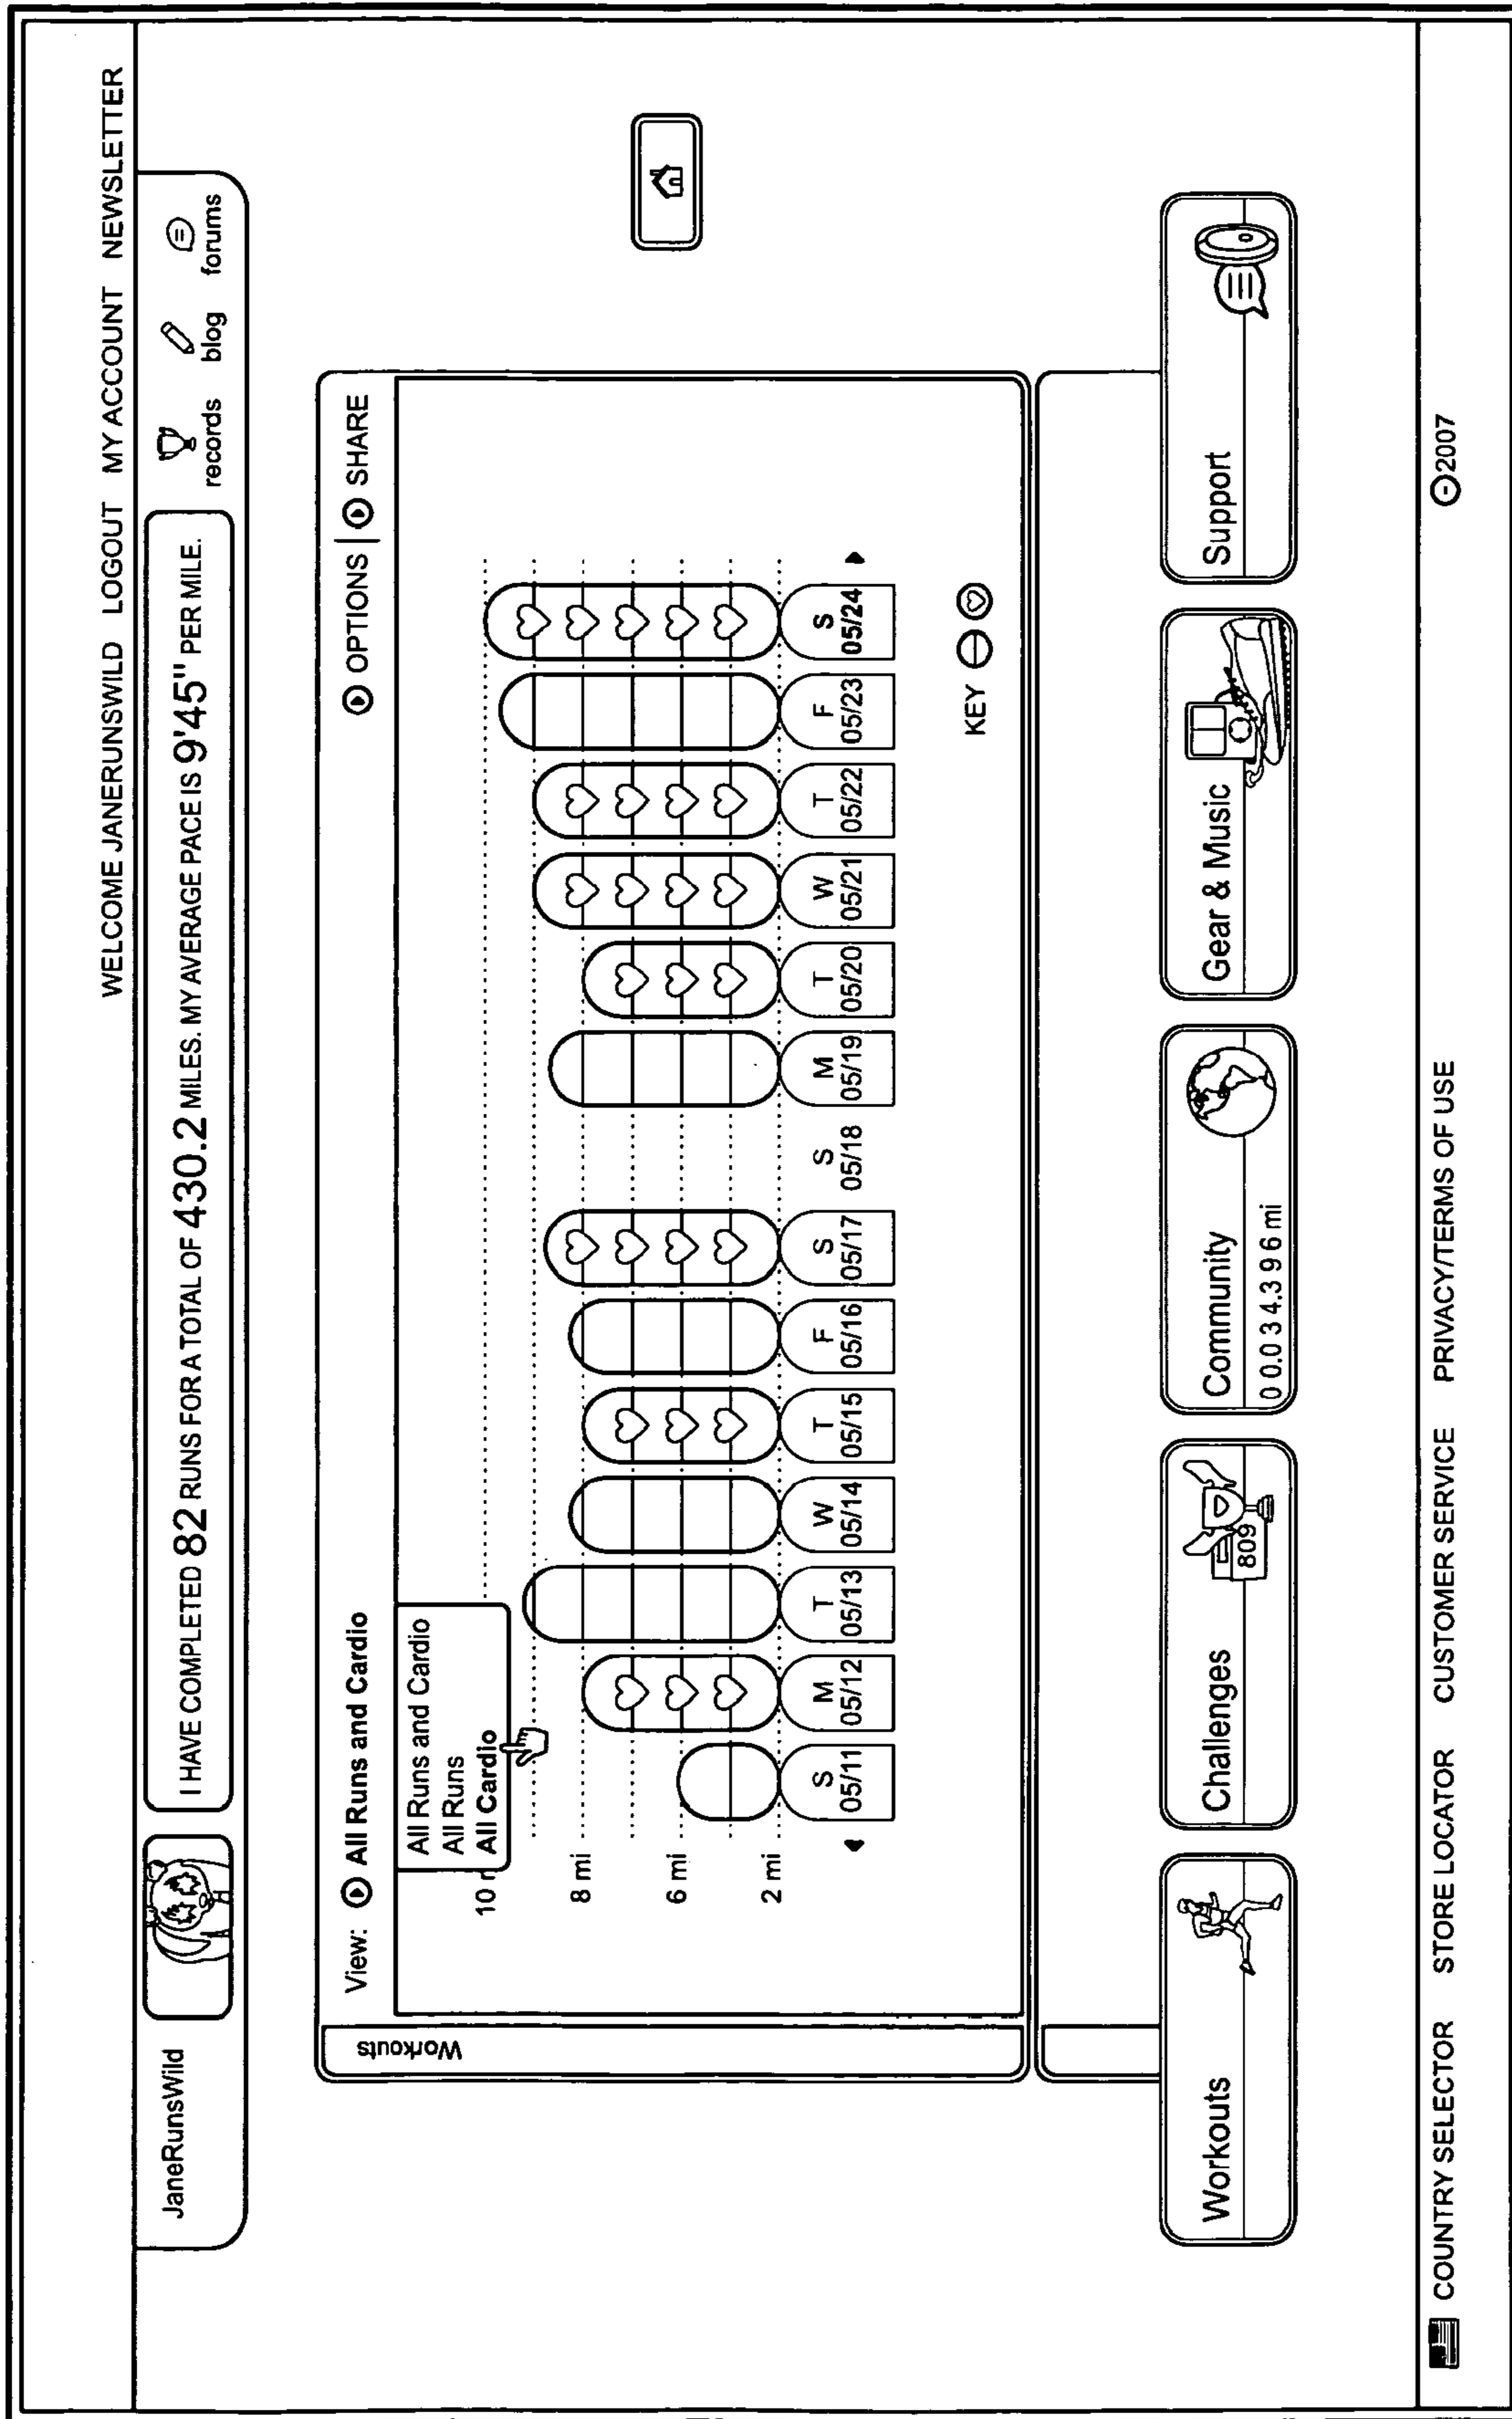 WELCOME JANERUNSWILD LOGOUT MY ACCOUNT NEWSLETTER
JaneRunsWild
I HAVE COMPLETED 82 RUNS FOR A TOTAL OF 430.2 MILES. MY AVERAGE PACE IS 9'45" PER MILE.
records blog forums
View: All Runs and Cardio
OPTIONS | SHARE
Workouts
All Runs and Cardio
All Runs
All Cardio
10 m
8 mi
6 mi
2 mi
S M T W T F S S M T W T F S
05/11 05/12 05/13 05/14 05/15 05/16 05/17 05/18 05/19 05/20 05/21 05/22 05/23 05/24
KEY
Workouts Challenges Community Gear & Music Support
809
0 0.0 3 4.3 9 6 mi
COUNTRY SELECTOR STORE LOCATOR CUSTOMER SERVICE PRIVACY/TERMS OF USE
2007